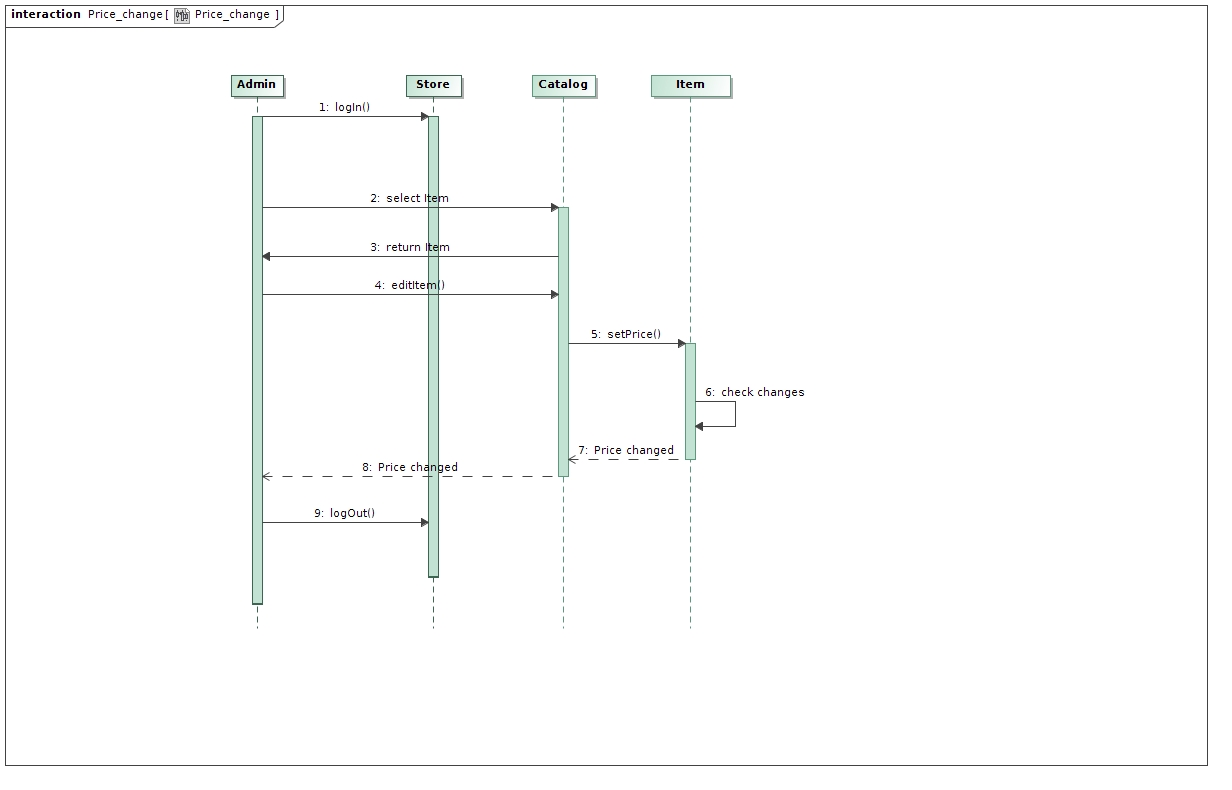 interaction Price_change[ Price_change ]
Admin
Store
Catalog
Item
1: logIn()
2: select Item
3: return Item
4: editItem()
5: setPrice()
6: check changes
7: Price changed
8: Price changed
9: logOut()